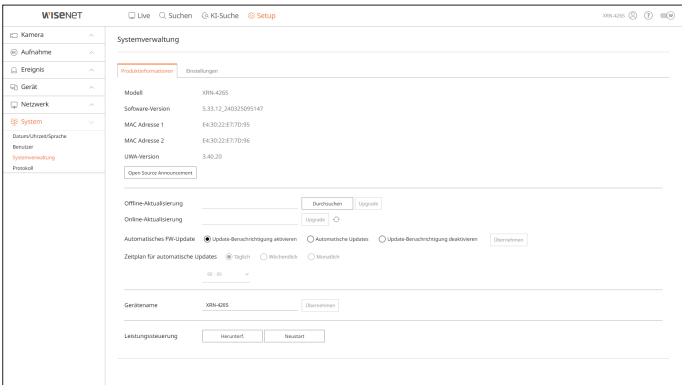 WISENET
Live
Suchen
KI-Suche
Setup
XRN-426S
Kamera
Aufnahme
Ereignis
Gerät
Netzwerk
System
Datum/Uhrzeit/Sprache
Benutzer
Systemverwaltung
Protokoll
Systemverwaltung
Produktinformationen
Einstellungen
Modell XRN-426S
Software-Version 5.33.12_240325095147
MAC Adresse 1 E4:30:22:E7:7D:95
MAC Adresse 2 E4:30:22:E7:7D:96
UWA-Version 3.40.20
Open Source Announcement
Offline-Aktualisierung Durchsuchen Upgrade
Online-Aktualisierung Upgrade
Automatisches FW-Update Update-Benachrichtigung aktivieren Automatische Updates Update-Benachrichtigung deaktivieren Übernehmen
Zeitplan für automatische Updates Täglich Wöchentlich Monatlich
Gerätename XRN-426S Übernehmen
Leistungssteuerung Herunterf. Neustart